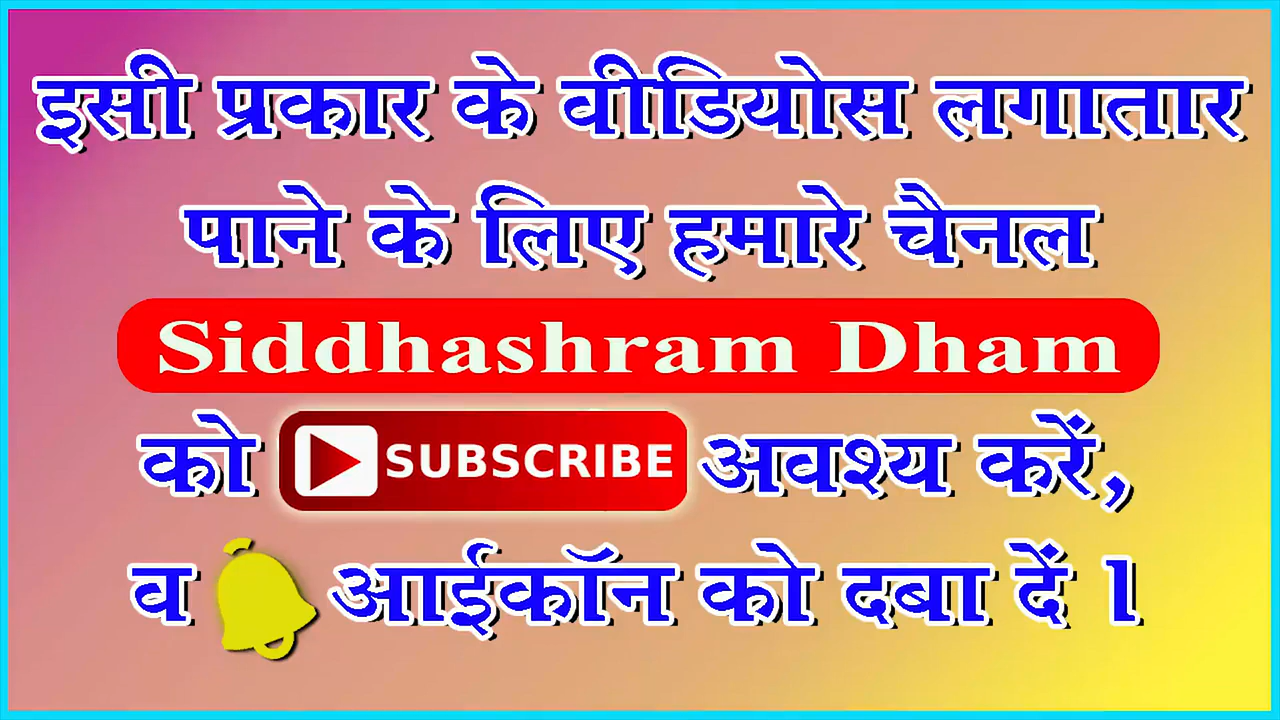 इसी प्रकार के वीडियोस लगातार
पाने के लिए हमारे चैनल
Siddhashram Dham
को SUBSCRIBE अवश्य करें,
व आईकॉन को दबा दें ।